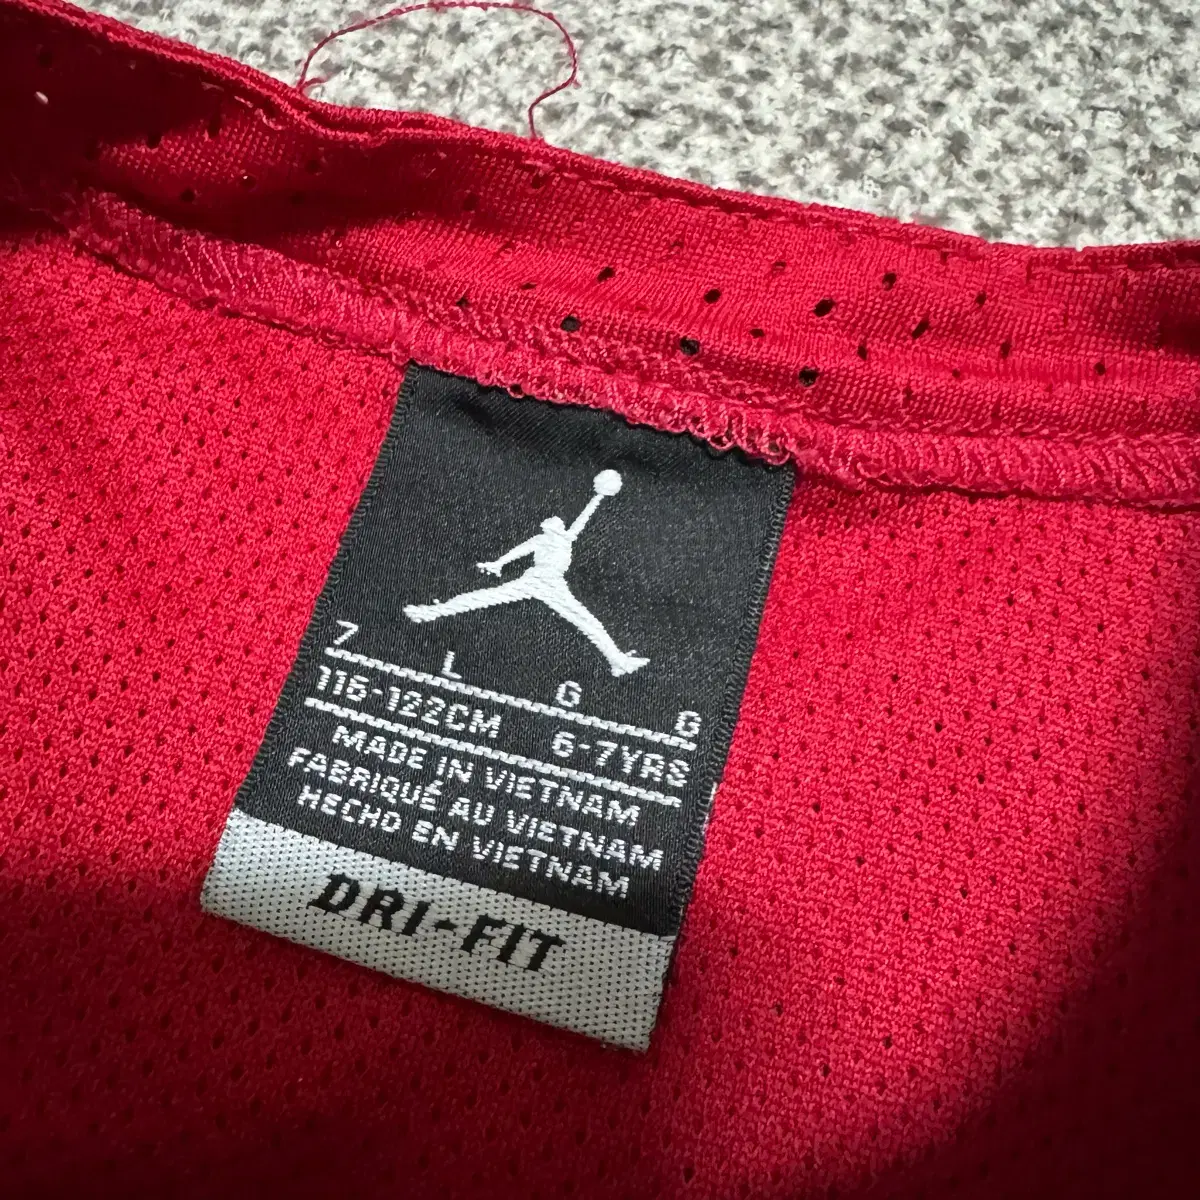 7 L G G
116-122CM 6-7YRS
MADE IN VIETNAM
FABRIQUÉ AU VIETNAM
HECHO EN VIETNAM
DRI-FIT